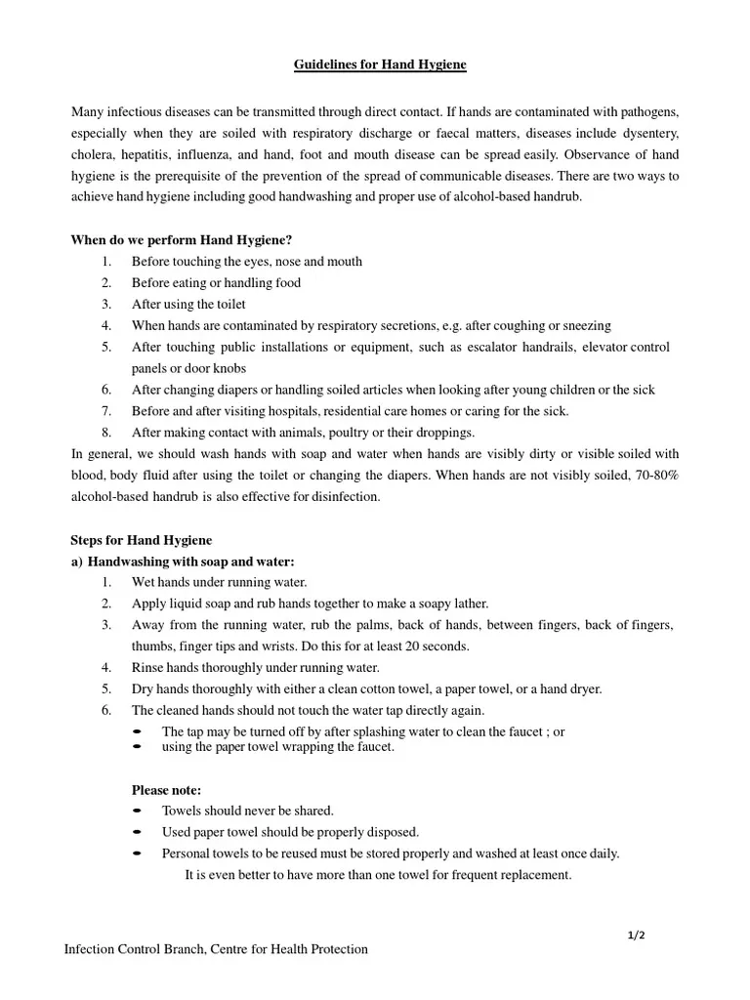 Guidelines for Hand Hygiene
Many infectious diseases can be transmitted through direct contact. If hands are contaminated with pathogens,
especially when they are soiled with respiratory discharge or faecal matters, diseases include dysentery,
cholera, hepatitis, influenza, and hand, foot and mouth disease can be spread easily. Observance of hand
hygiene is the prerequisite of the prevention of the spread of communicable diseases. There are two ways to
achieve hand hygiene including good handwashing and proper use of alcohol-based handrub.
When do we perform Hand Hygiene?
1. Before touching the eyes, nose and mouth
2. Before eating or handling food
3. After using the toilet
4. When hands are contaminated by respiratory secretions, e.g. after coughing or sneezing
5. After touching public installations or equipment, such as escalator handrails, elevator control
panels or door knobs
6. After changing diapers or handling soiled articles when looking after young children or the sick
7. Before and after visiting hospitals, residential care homes or caring for the sick.
8. After making contact with animals, poultry or their droppings.
In general, we should wash hands with soap and water when hands are visibly dirty or visible soiled with
blood, body fluid after using the toilet or changing the diapers. When hands are not visibly soiled, 70-80%
alcohol-based handrub is also effective for disinfection.
Steps for Hand Hygiene
a) Handwashing with soap and water:
1. Wet hands under running water.
2. Apply liquid soap and rub hands together to make a soapy lather.
3. Away from the running water, rub the palms, back of hands, between fingers, back of fingers,
thumbs, finger tips and wrists. Do this for at least 20 seconds.
4. Rinse hands thoroughly under running water.
5. Dry hands thoroughly with either a clean cotton towel, a paper towel, or a hand dryer.
6. The cleaned hands should not touch the water tap directly again.
• The tap may be turned off by after splashing water to clean the faucet ; or
• using the paper towel wrapping the faucet.
Please note:
• Towels should never be shared.
• Used paper towel should be properly disposed.
• Personal towels to be reused must be stored properly and washed at least once daily.
It is even better to have more than one towel for frequent replacement.
1/2
Infection Control Branch, Centre for Health Protection